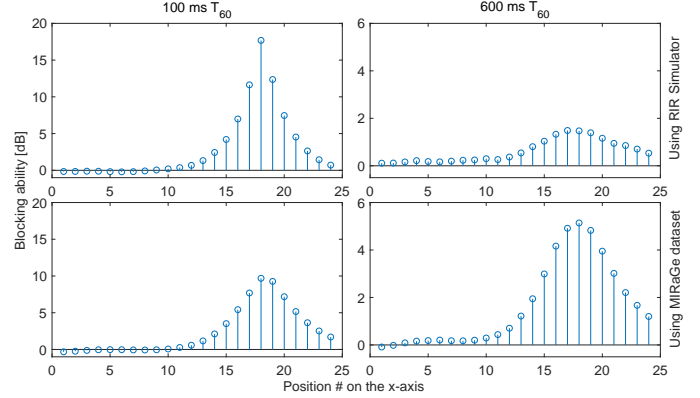 100 ms T60
600 ms T60
20
15
10
5
0
0 5 10 15 20 25
6
4
2
0
0 5 10 15 20 25
Using RIR Simulator
Blocking ability [dB]
20
15
10
5
0
0 5 10 15 20 25
6
4
2
0
0 5 10 15 20 25
Using MIRaGe dataset
Position # on the x-axis